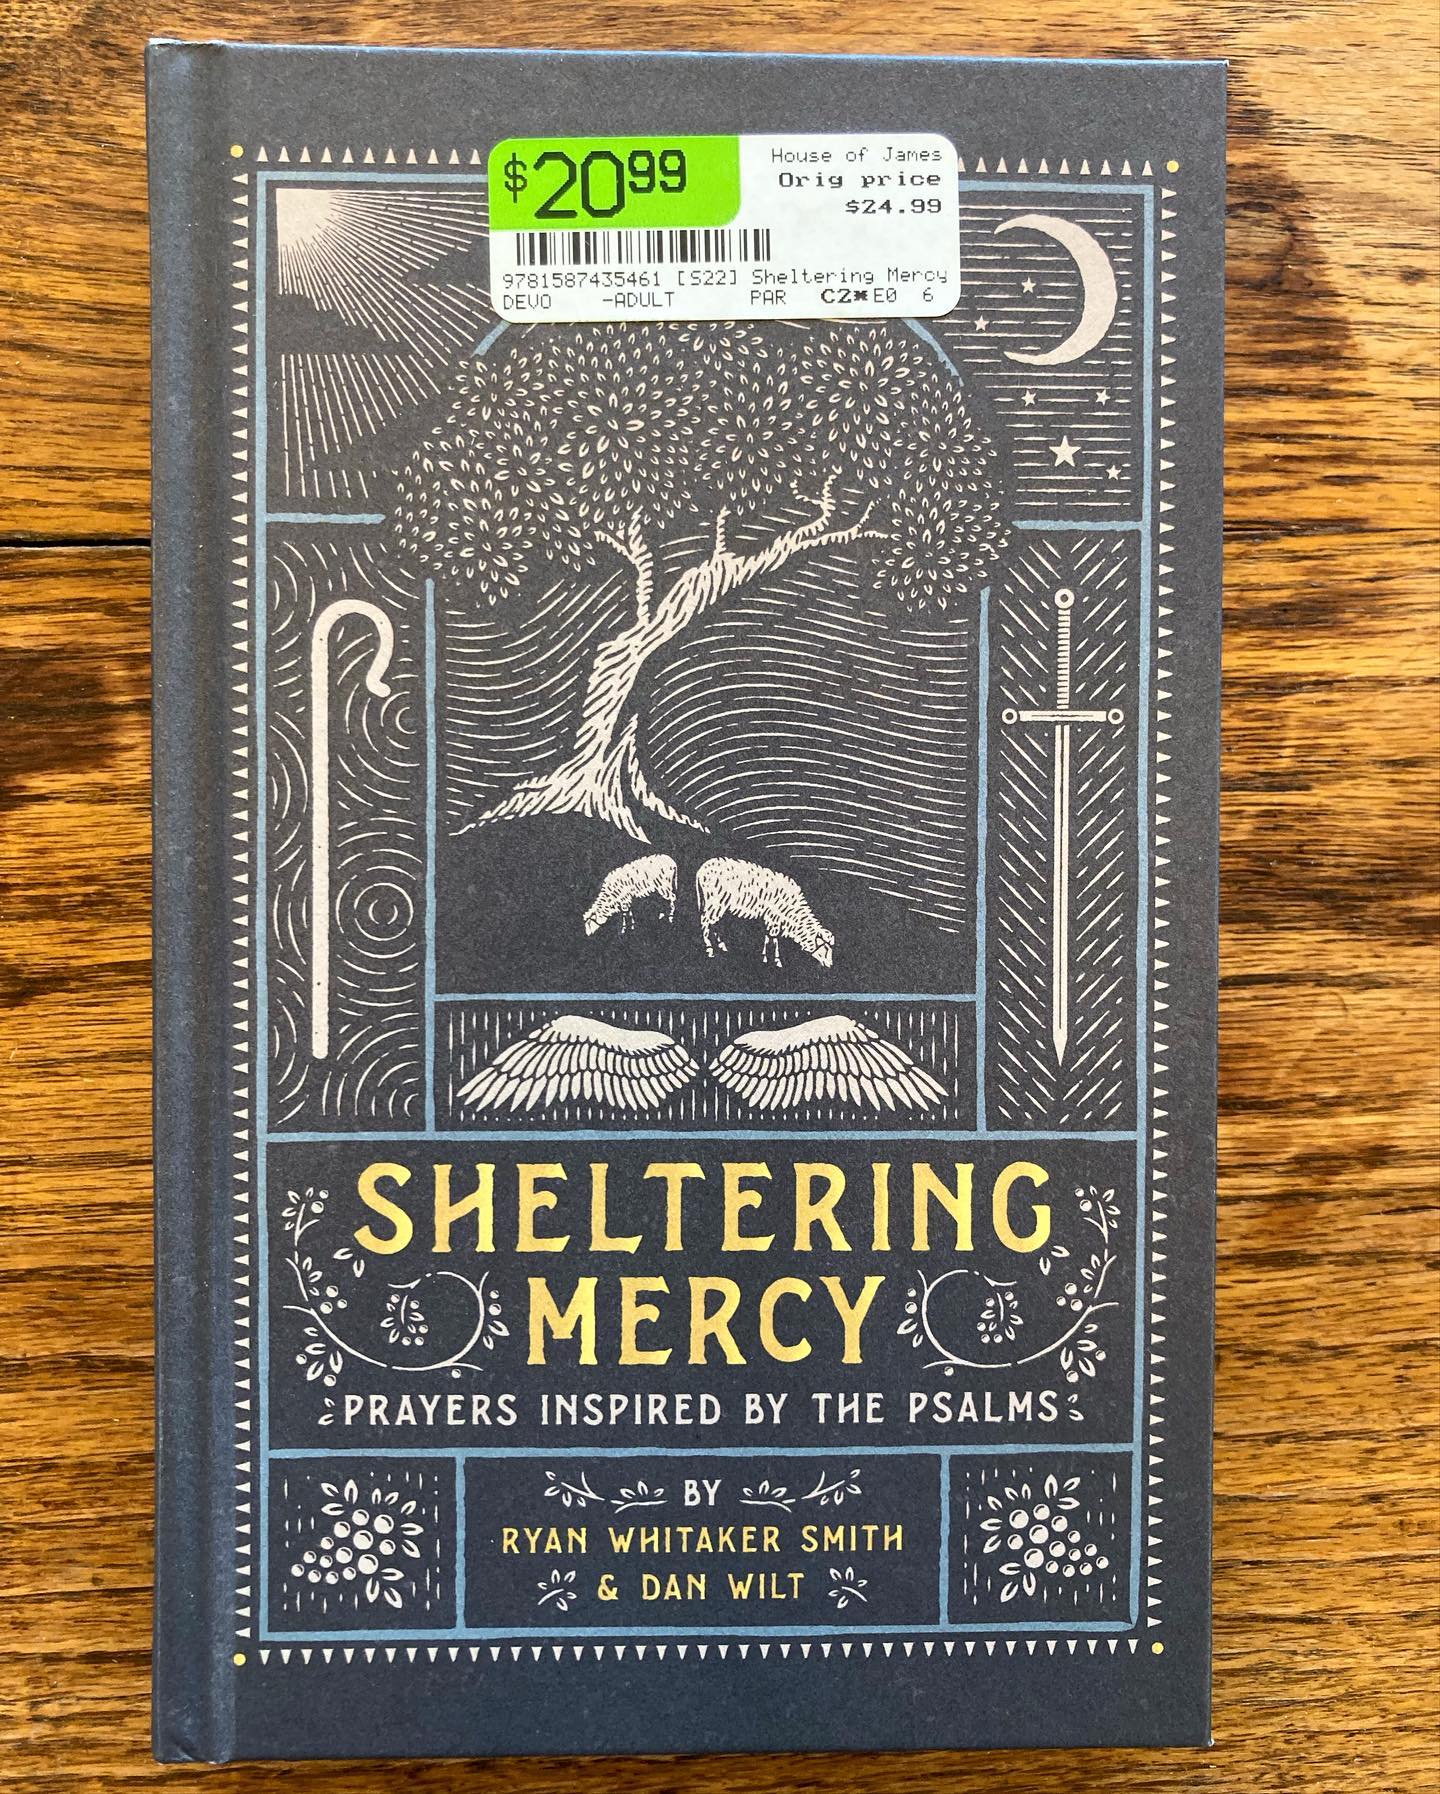 $20.99
House of James
Orig price
$24.99
9781587435461 [S22] Sheltering Mercy
DEVO -ADULT PAR C2* E0 6
SHELTERING
MERCY
PRAYERS INSPIRED BY THE PSALMS
BY
RYAN WHITAKER SMITH
& DAN WILT